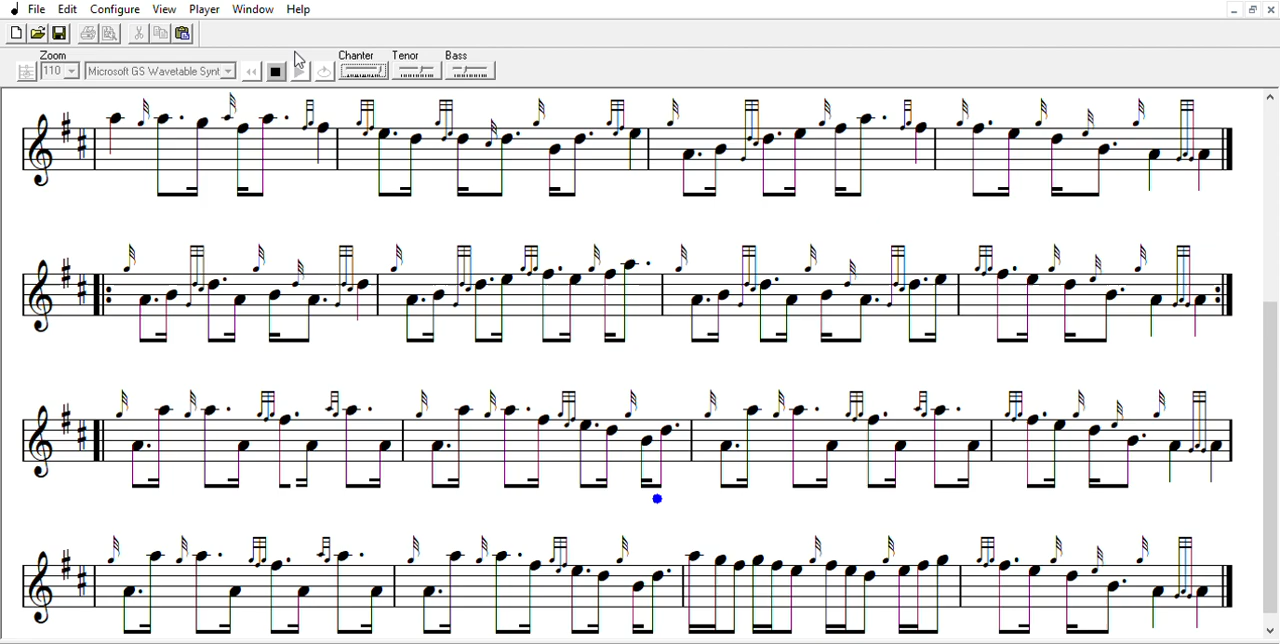 File Edit Configure View Player Window Help
Zoom Chanter Tenor Bass
110 Microsoft GS Wavetable Synt